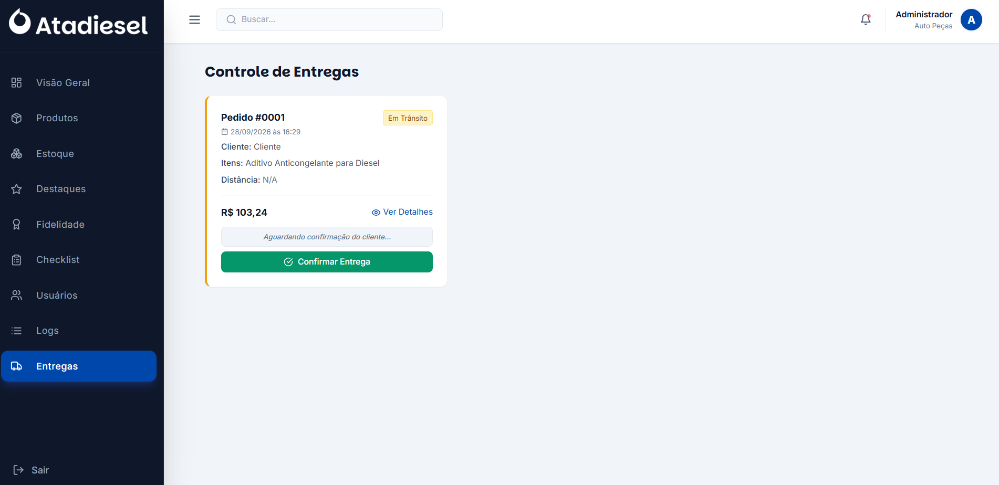 Atadiesel
Buscar...
Administrador
Auto Peças
A
Visão Geral
Produtos
Estoque
Destaques
Fidelidade
Checklist
Usuários
Logs
Entregas
Sair
Controle de Entregas
Pedido #0001
Em Trânsito
28/09/2026 às 16:29
Cliente: Cliente
Itens: Aditivo Anticongelante para Diesel
Distância: N/A
R$ 103,24
Ver Detalhes
Aguardando confirmação do cliente...
Confirmar Entrega